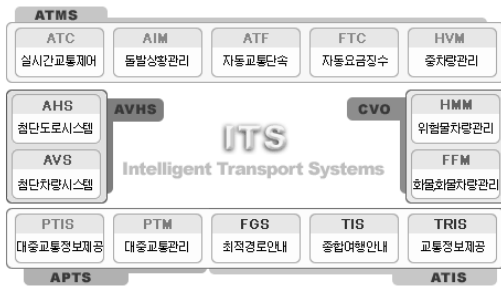 ATMS
ATC AIM ATF FTC HVM
실시간교통제어 돌발상황관리 자동교통단속 자동요금징수 중차량관리
AHS AVHS CVO HMM
첨단도로시스템 위험물차량관리
ITS
AVS Intelligent Transport Systems FFM
첨단차량시스템 화물화물차량관리
PTIS PTM FGS TIS TRIS
대중교통정보제공 대중교통관리 최적경로안내 종합여행안내 교통정보제공
APTS ATIS